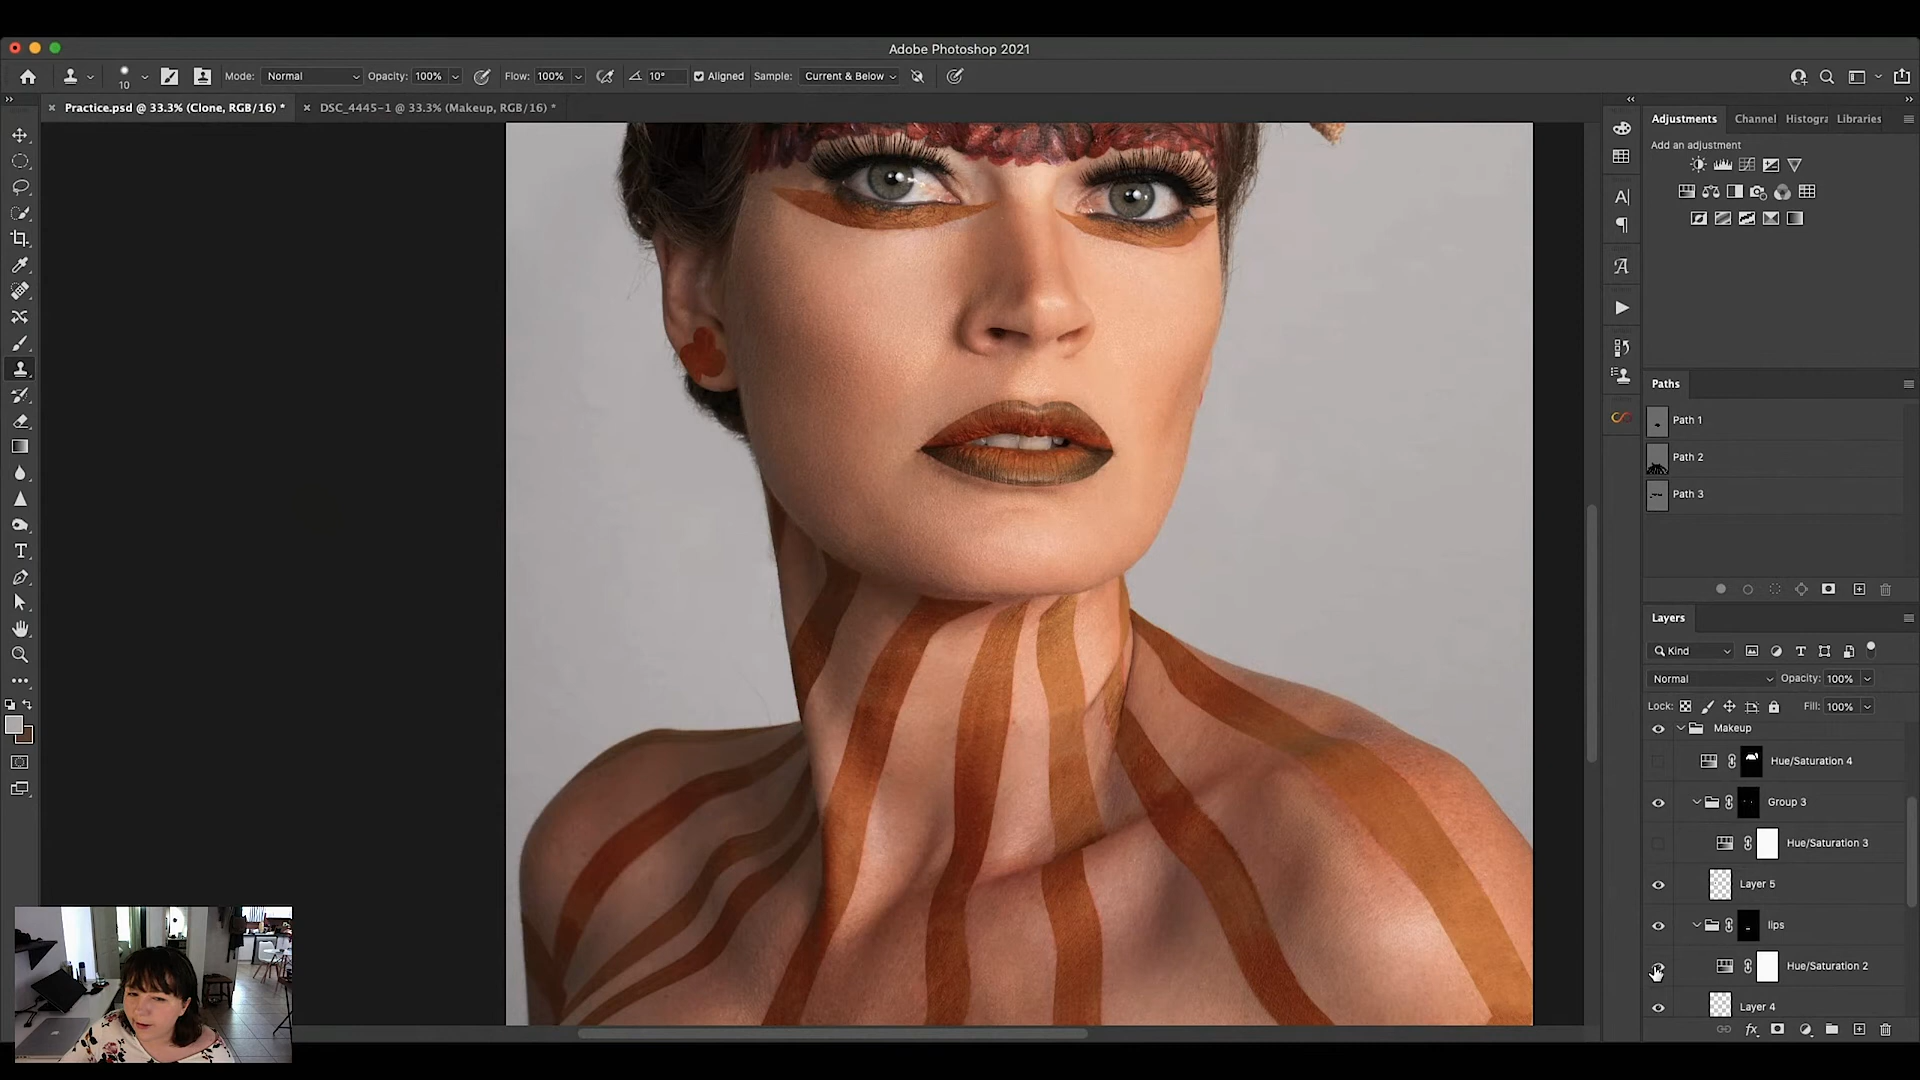 Adobe Photoshop 2021
10
Mode: Normal
Opacity: 100%
Flow: 100%
10°
Aligned
Sample: Current & Below
Practice.psd @ 33.3% (Clone, RGB/16) *
DSC_4445-1 @ 33.3% (Makeup, RGB/16) *
Adjustments
Channel
Histogra
Libraries
Add an adjustment
Paths
Path 1
Path 2
Path 3
Layers
Kind
Normal
Opacity: 100%
Lock:
Fill: 100%
Makeup
Hue/Saturation 4
Group 3
Hue/Saturation 3
Layer 5
lips
Hue/Saturation 2
Layer 4